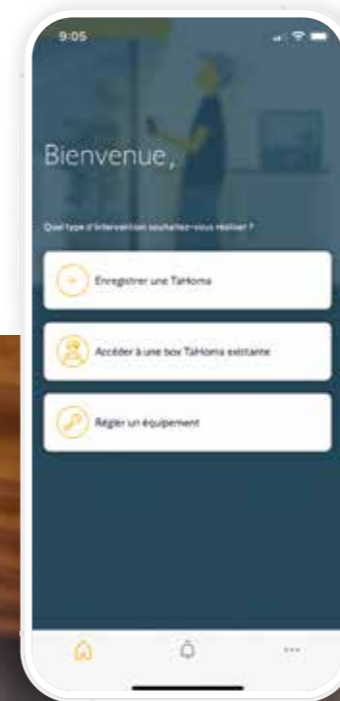 9:05
Bienvenue,
Quel type d'intervention souhaitez-vous réaliser ?
Enregistrer une TaHoma
Accéder à une box TaHoma existante
Régler un équipement